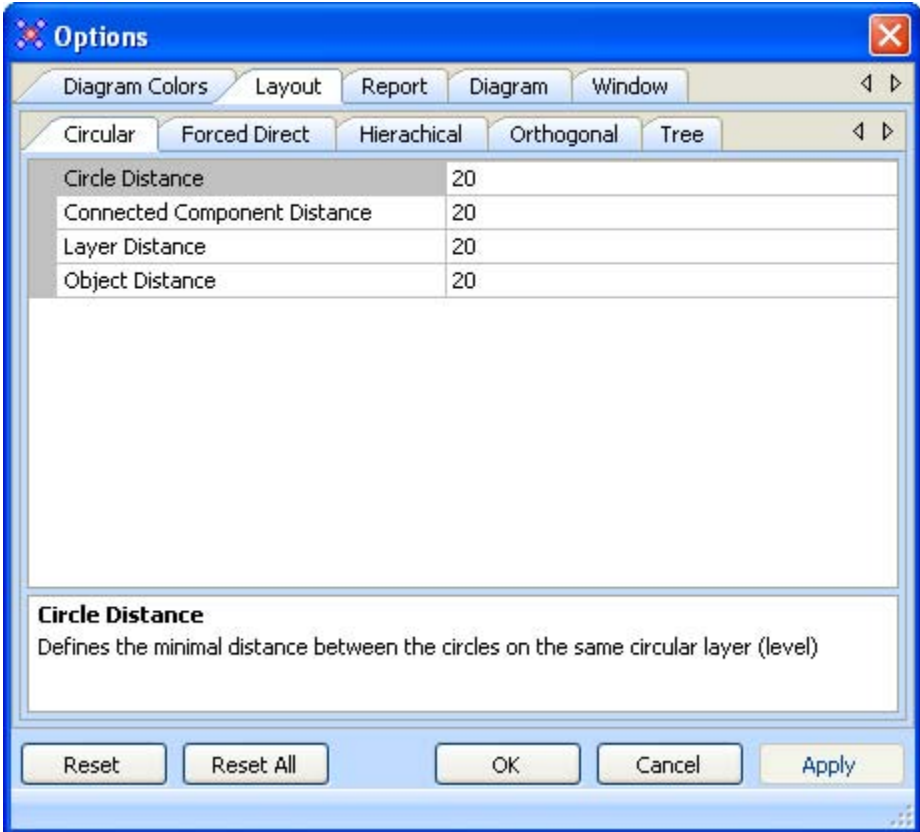 Options
Diagram Colors Layout Report Diagram Window
Circular Forced Direct Hierachical Orthogonal Tree
Circle Distance 20
Connected Component Distance 20
Layer Distance 20
Object Distance 20
Circle Distance
Defines the minimal distance between the circles on the same circular layer (level)
Reset Reset All OK Cancel Apply